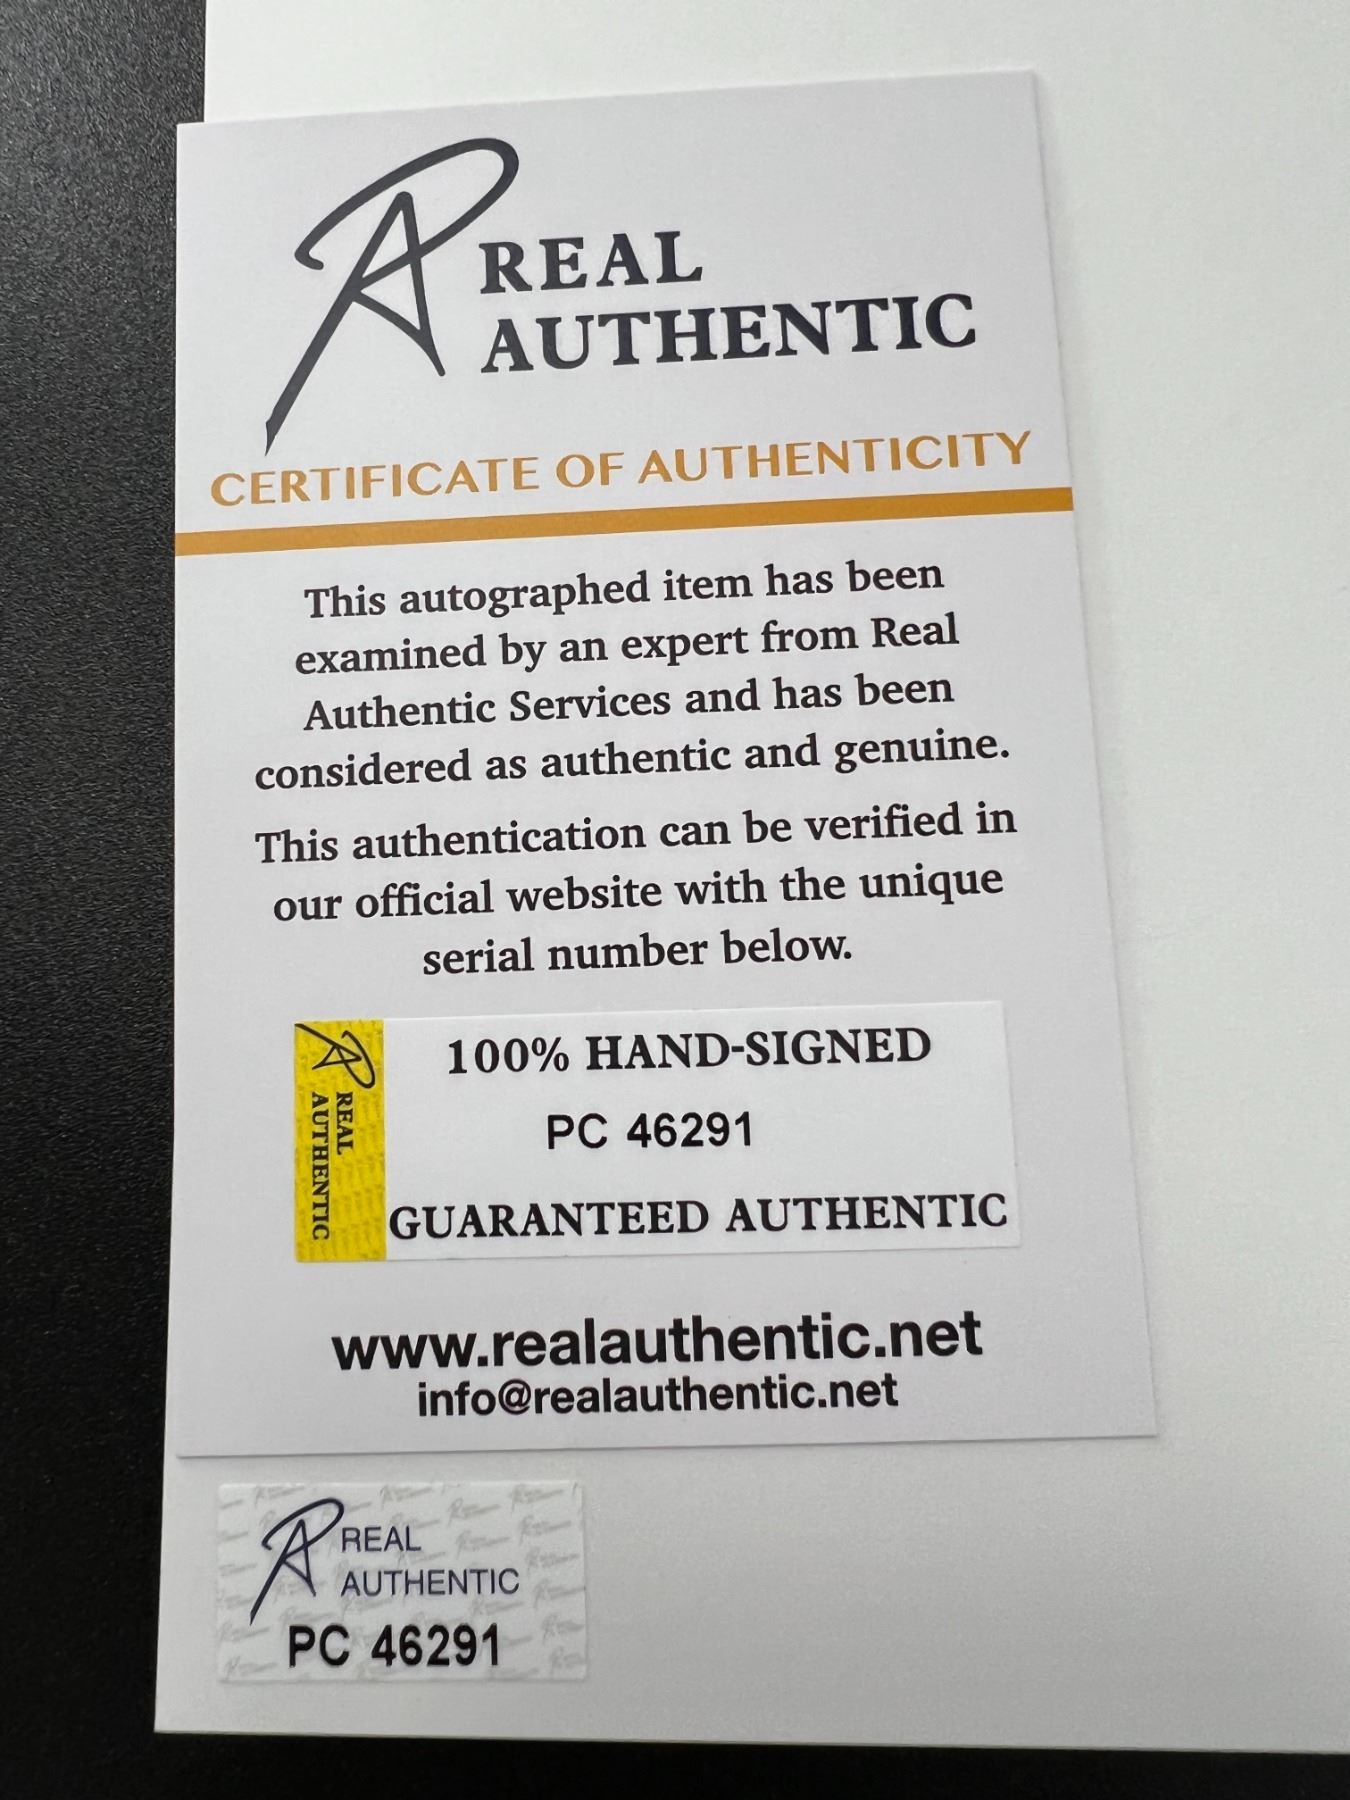 REAL
AUTHENTIC
CERTIFICATE OF AUTHENTICITY
This autographed item has been
examined by an expert from Real
Authentic Services and has been
considered as authentic and genuine.
This authentication can be verified in
our official website with the unique
serial number below.
REAL
AUTHENTIC
100% HAND-SIGNED
PC 46291
GUARANTEED AUTHENTIC
www.realauthentic.net
info@realauthentic.net
REAL
AUTHENTIC
PC 46291